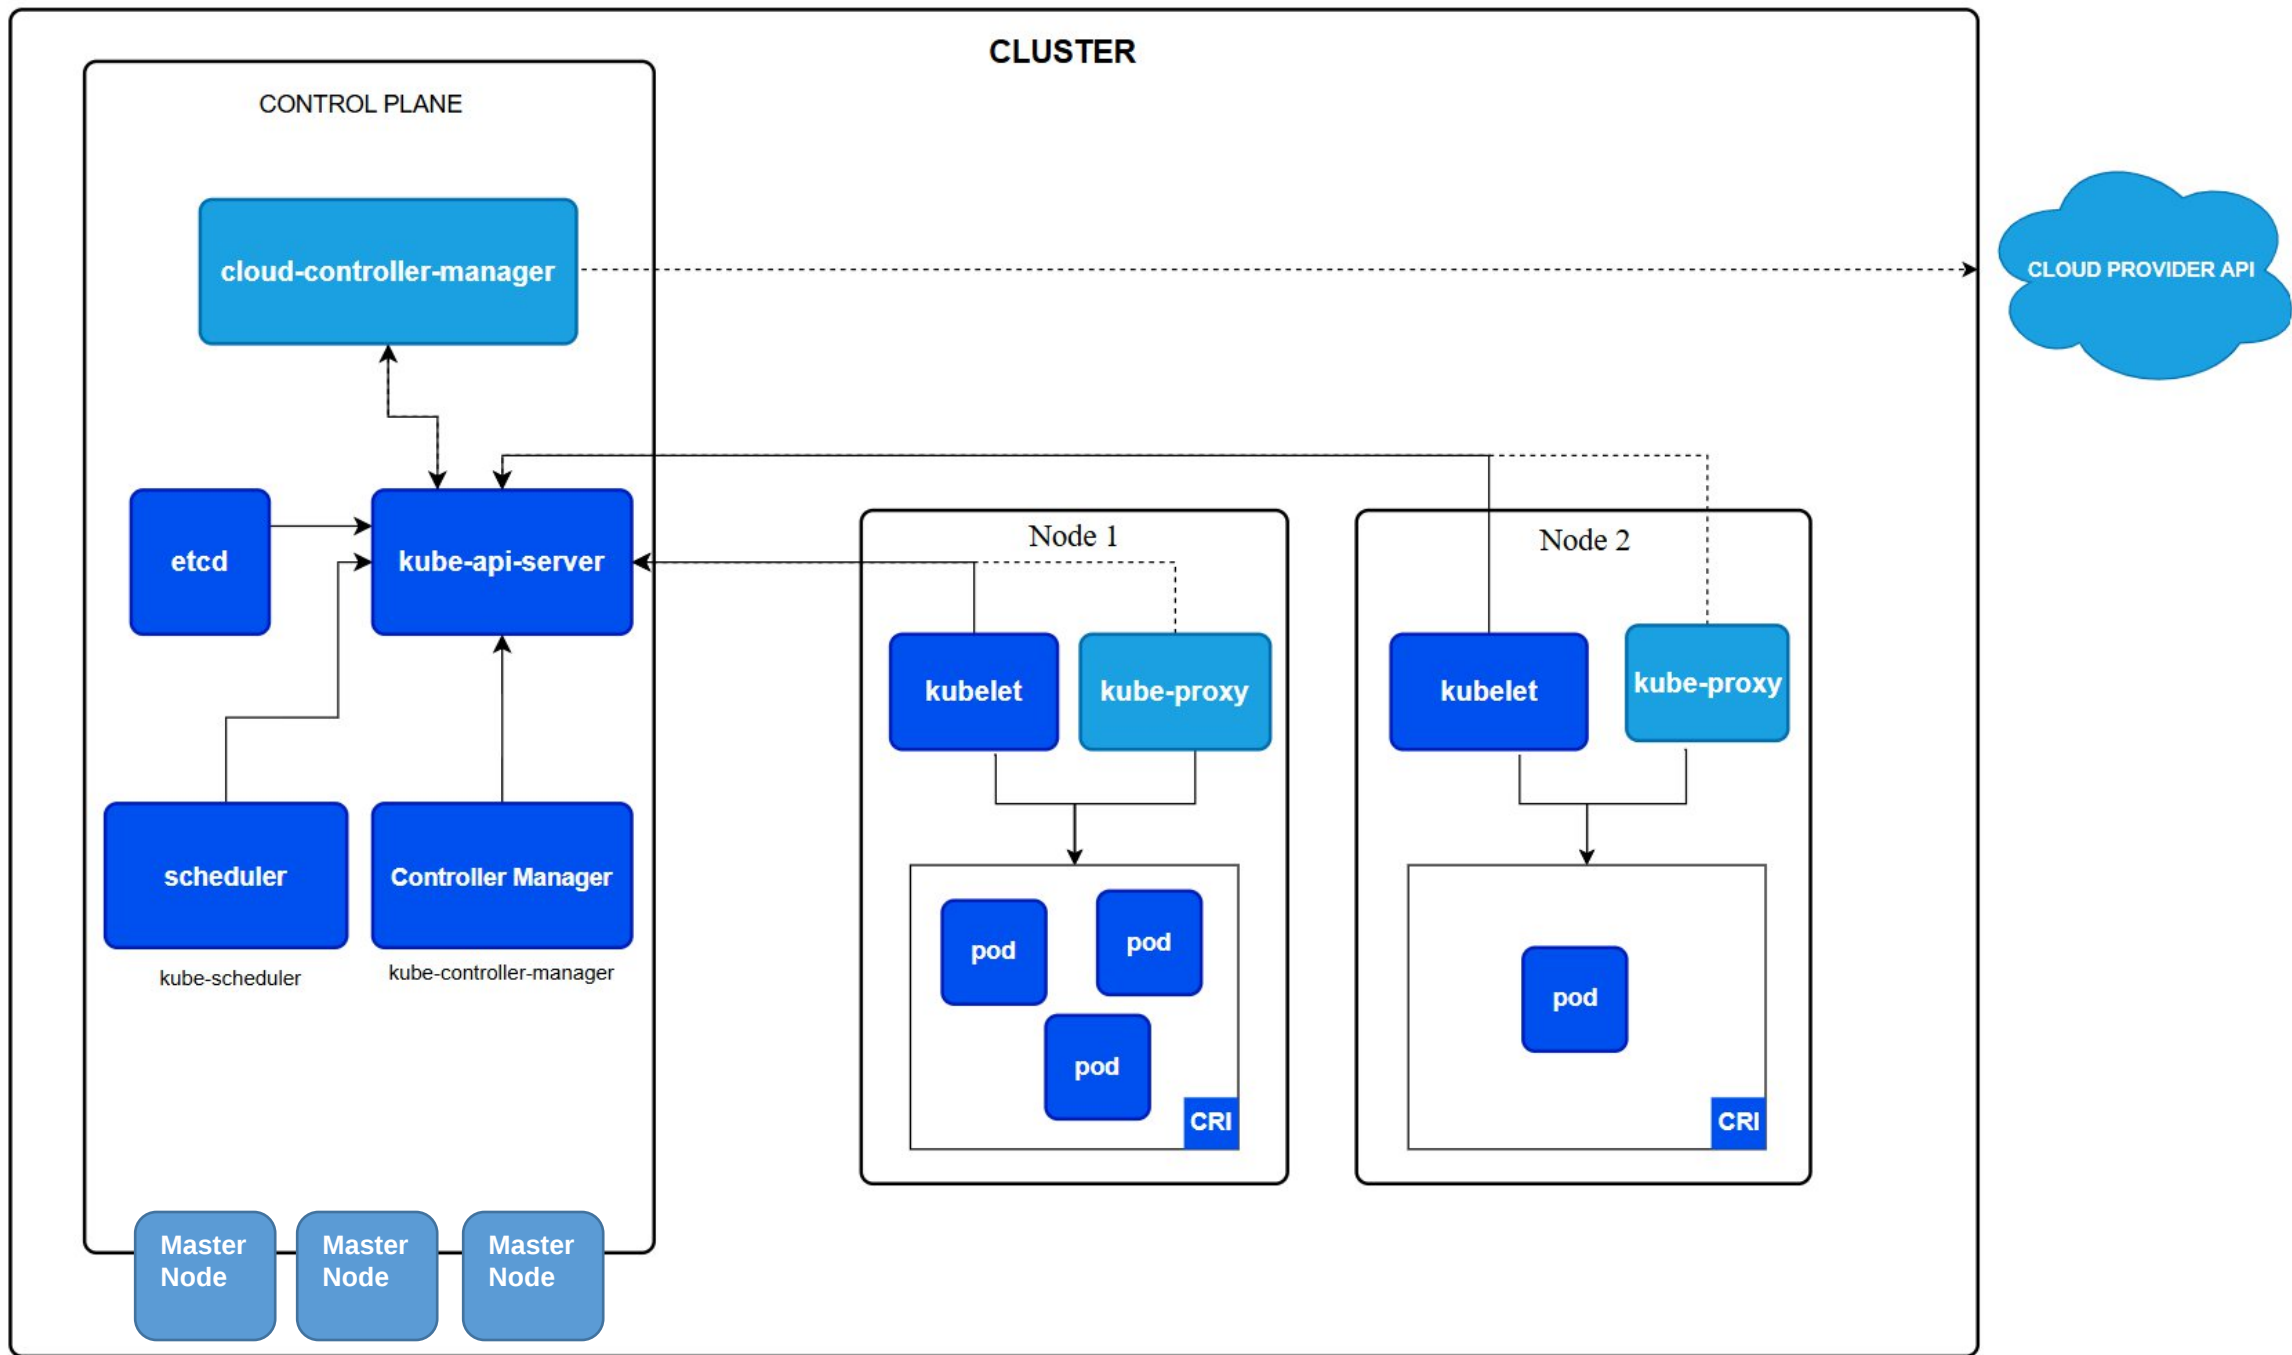 CLUSTER
CONTROL PLANE
cloud-controller-manager
CLOUD PROVIDER API
etcd
kube-api-server
scheduler
Controller Manager
kube-scheduler
kube-controller-manager
Master
Node
Master
Node
Master
Node
Node 1
kubelet
kube-proxy
pod
pod
pod
CRI
Node 2
kubelet
kube-proxy
pod
CRI